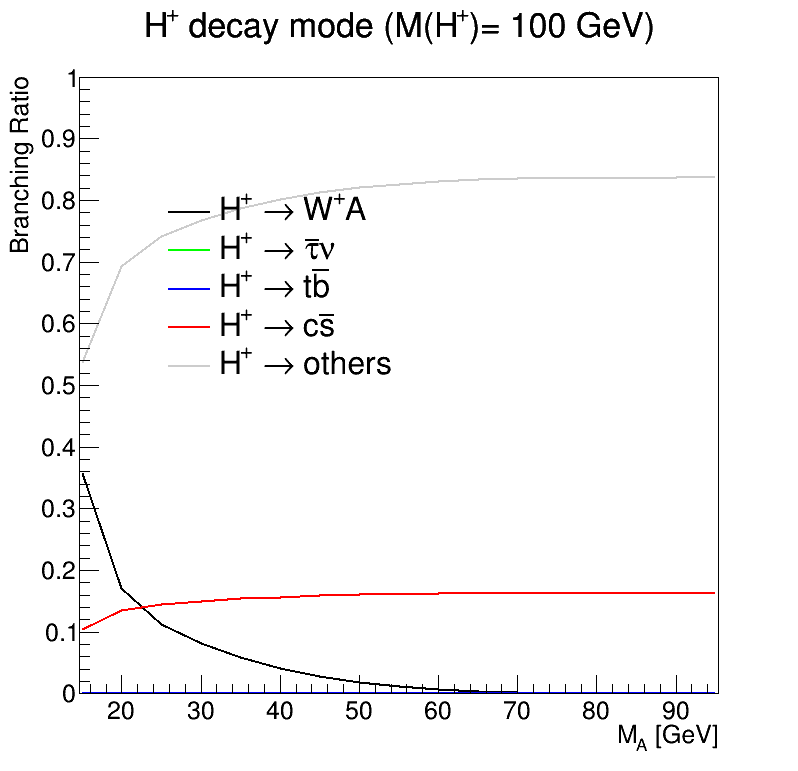 H⁺ decay mode (M(H⁺)= 100 GeV)
Branching Ratio
1
0.9
0.8
0.7
0.6
0.5
0.4
0.3
0.2
0.1
0
H⁺ → W⁺A
H⁺ → τ̅ν
H⁺ → tb̅
H⁺ → cs̅
H⁺ → others
20 30 40 50 60 70 80 90
M_A [GeV]